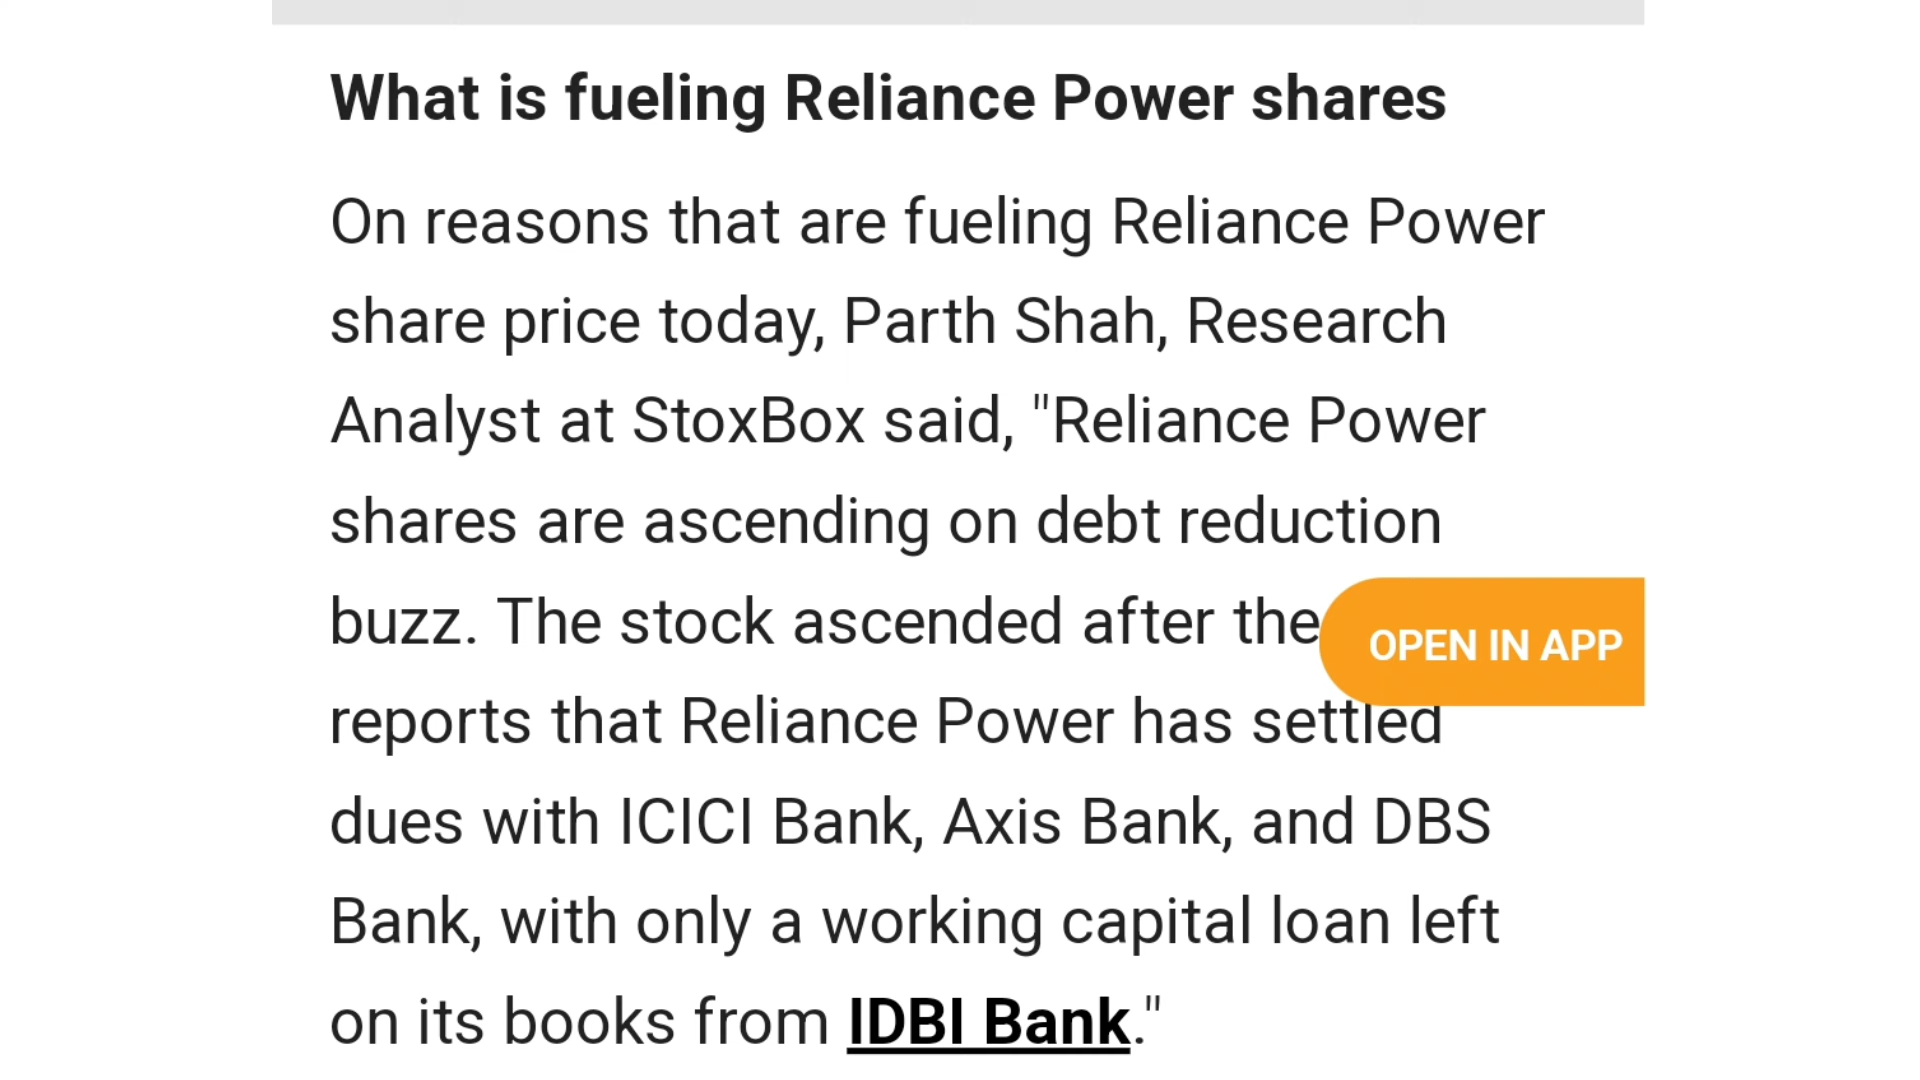 What is fueling Reliance Power shares
On reasons that are fueling Reliance Power
share price today, Parth Shah, Research
Analyst at StoxBox said, "Reliance Power
shares are ascending on debt reduction
buzz. The stock ascended after the
OPEN IN APP
reports that Reliance Power has settled
dues with ICICI Bank, Axis Bank, and DBS
Bank, with only a working capital loan left
on its books from IDBI Bank."